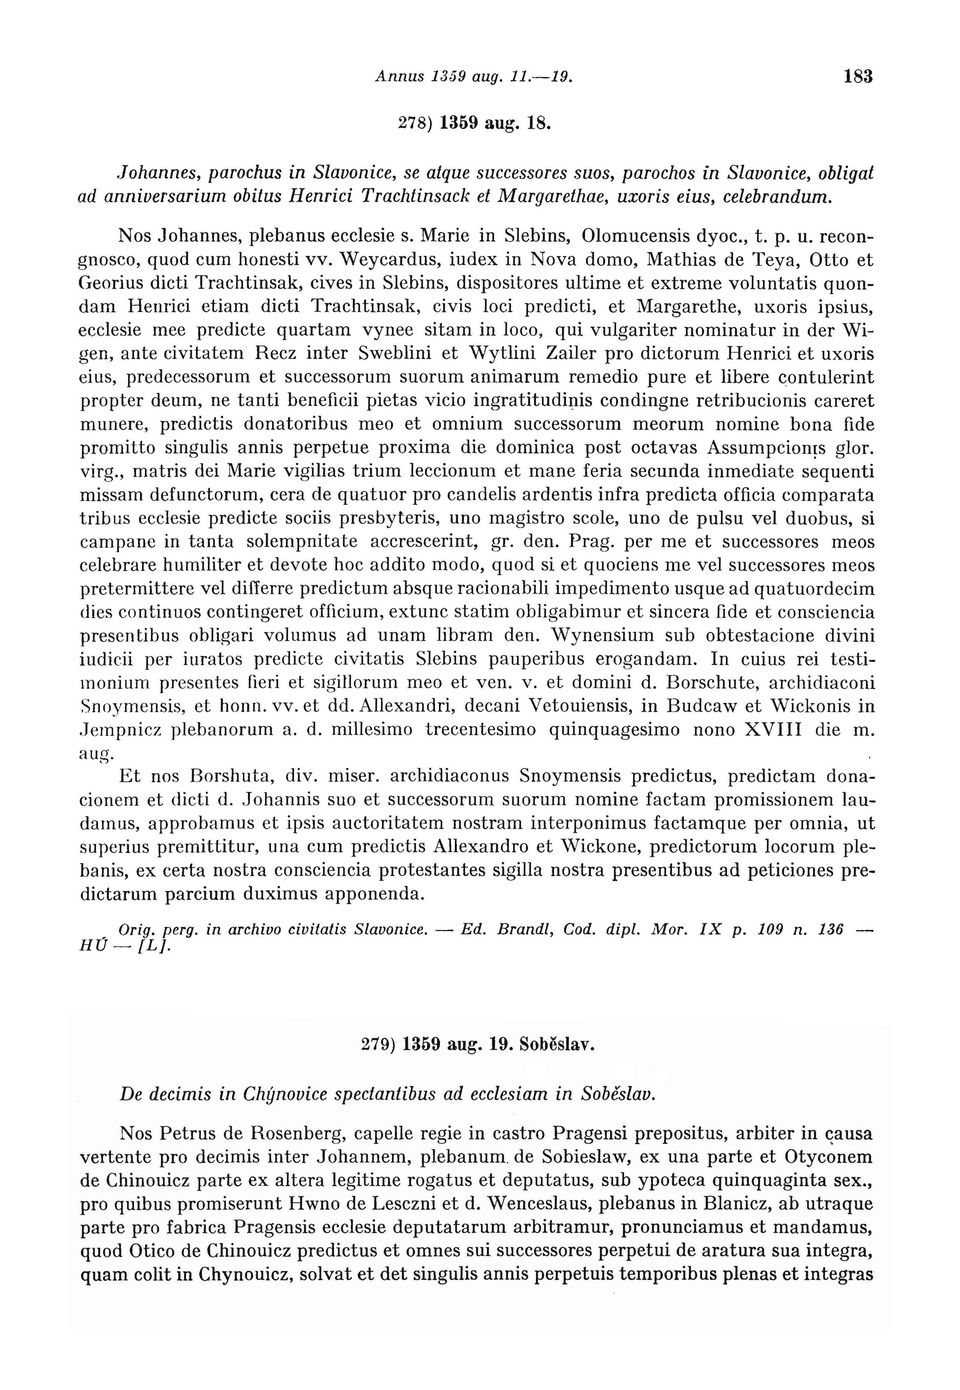 Annus 1359 aug. 11.—19. 183
278) 1359 aug. 18.
Johannes, parochus in Slavonice, se atque successores suos, parochos in Slavonice, obligat
ad anniversarium obitus Henrici Trachtinsack et Margarethae, uxoris eius, celebrandum.
Nos Johannes, plebanus ecclesie s. Marie in Slebins, Olomucensis dyoc., t. p. u. recon-
gnosco, quod cum honesti vv. Weycardus, iudex in Nova domo, Mathias de Teya, Otto et
Georius dicti Trachtinsak, cives in Slebins, dispositores ultime et extreme voluntatis quon-
dam Henrici etiam dicti Trachtinsak, civis loci predicti, et Margarethe, uxoris ipsius,
ecclesie mee predicte quartam vynee sitam in loco, qui vulgariter nominatur in der Wi-
gen, ante civitatem Recz inter Sweblini et Wytlini Zailer pro dictorum Henrici et uxoris
eius, predecessorum et successorum suorum animarum remedio pure et libere contulerint
propter deum, ne tanti beneficii pietas vicio ingratitudinis condingne retribucionis careret
munere, predictis donatoribus meo et omnium successorum meorum nomine bona fide
promitto singulis annis perpetue proxima die dominica post octavas Assumpcionis glor.
virg., matris dei Marie vigilias trium leccionum et mane feria secunda inmediate sequenti
missam defunctorum, cera de quatuor pro candelis ardentis infra predicta officia comparata
tribus ecclesie predicte sociis presbyteris, uno magistro scole, uno de pulsu vel duobus, si
campane in tanta solempnitate accrescerint, gr. den. Prag. per me et successores meos
celebrare humiliter et devote hoc addito modo, quod si et quociens me vel successores meos
pretermittere vel differre predictum absque racionabili impedimento usque ad quatuordecim
dies continuos contingeret officium, extunc statim obligabimur et sincera fide et consciencia
presentibus obligari volumus ad unam libram den. Wynensium sub obtestacione divini
iudicii per iuratos predicte civitatis Slebins pauperibus erogandam. In cuius rei testi-
monium presentes fieri et sigillorum meo et ven. v. et domini d. Borschute, archidiaconi
Snoymensis, et honn. vv. et dd. Allexandri, decani Vetouiensis, in Budcaw et Wickonis in
Jempnicz plebanorum a. d. millesimo trecentesimo quinquagesimo nono XVIII die m.
aug.
Et nos Borshuta, div. miser. archidiaconus Snoymensis predictus, predictam dona-
cionem et dicti d. Johannis suo et successorum suorum nomine factam promissionem lau-
damus, approbamus et ipsis auctoritatem nostram interponimus factamque per omnia, ut
superius premittitur, una cum predictis Allexandro et Wickone, predictorum locorum ple-
banis, ex certa nostra consciencia protestantes sigilla nostra presentibus ad peticiones pre-
dictarum parcium duximus apponenda.
Orig. perg. in archivo civitatis Slavonice. — Ed. Brandl, Cod. dipl. Mor. IX p. 109 n. 136 —
HÚ — [L].
279) 1359 aug. 19. Soběslav.
De decimis in Chýnovice spectantibus ad ecclesiam in Soběslav.
Nos Petrus de Rosenberg, capelle regie in castro Pragensi prepositus, arbiter in causa
vertente pro decimis inter Johannem, plebanum de Sobieslaw, ex una parte et Otyconem
de Chinouicz parte ex altera legitime rogatus et deputatus, sub ypoteca quinquaginta sex.,
pro quibus promiserunt Hwno de Lesczni et d. Wenceslaus, plebanus in Blanicz, ab utraque
parte pro fabrica Pragensis ecclesie deputatarum arbitramur, pronunciamus et mandamus,
quod Otico de Chinouicz predictus et omnes sui successores perpetui de aratura sua integra,
quam colit in Chynouicz, solvat et det singulis annis perpetuis temporibus plenas et integras